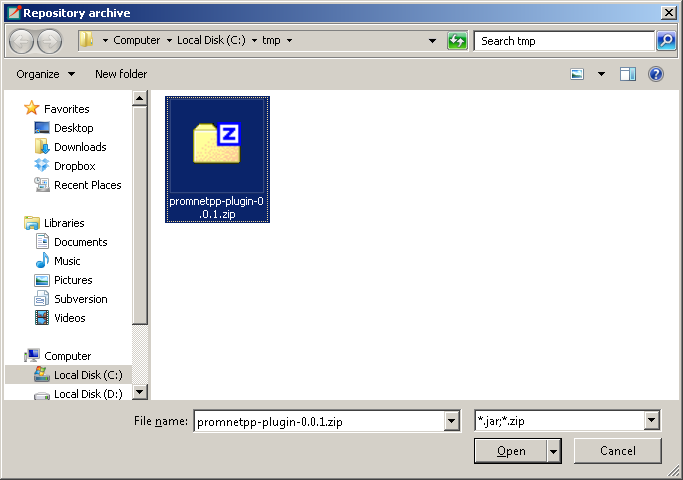 Repository archive
Computer Local Disk (C:) tmp
Search tmp
Organize New folder
Favorites
Desktop
Downloads
Dropbox
Recent Places
Libraries
Documents
Music
Pictures
Subversion
Videos
Computer
Local Disk (C:)
Local Disk (D:)
promnetpp-plugin-0
.0.1.zip
File name: promnetpp-plugin-0.0.1.zip *.jar;*.zip
Open Cancel